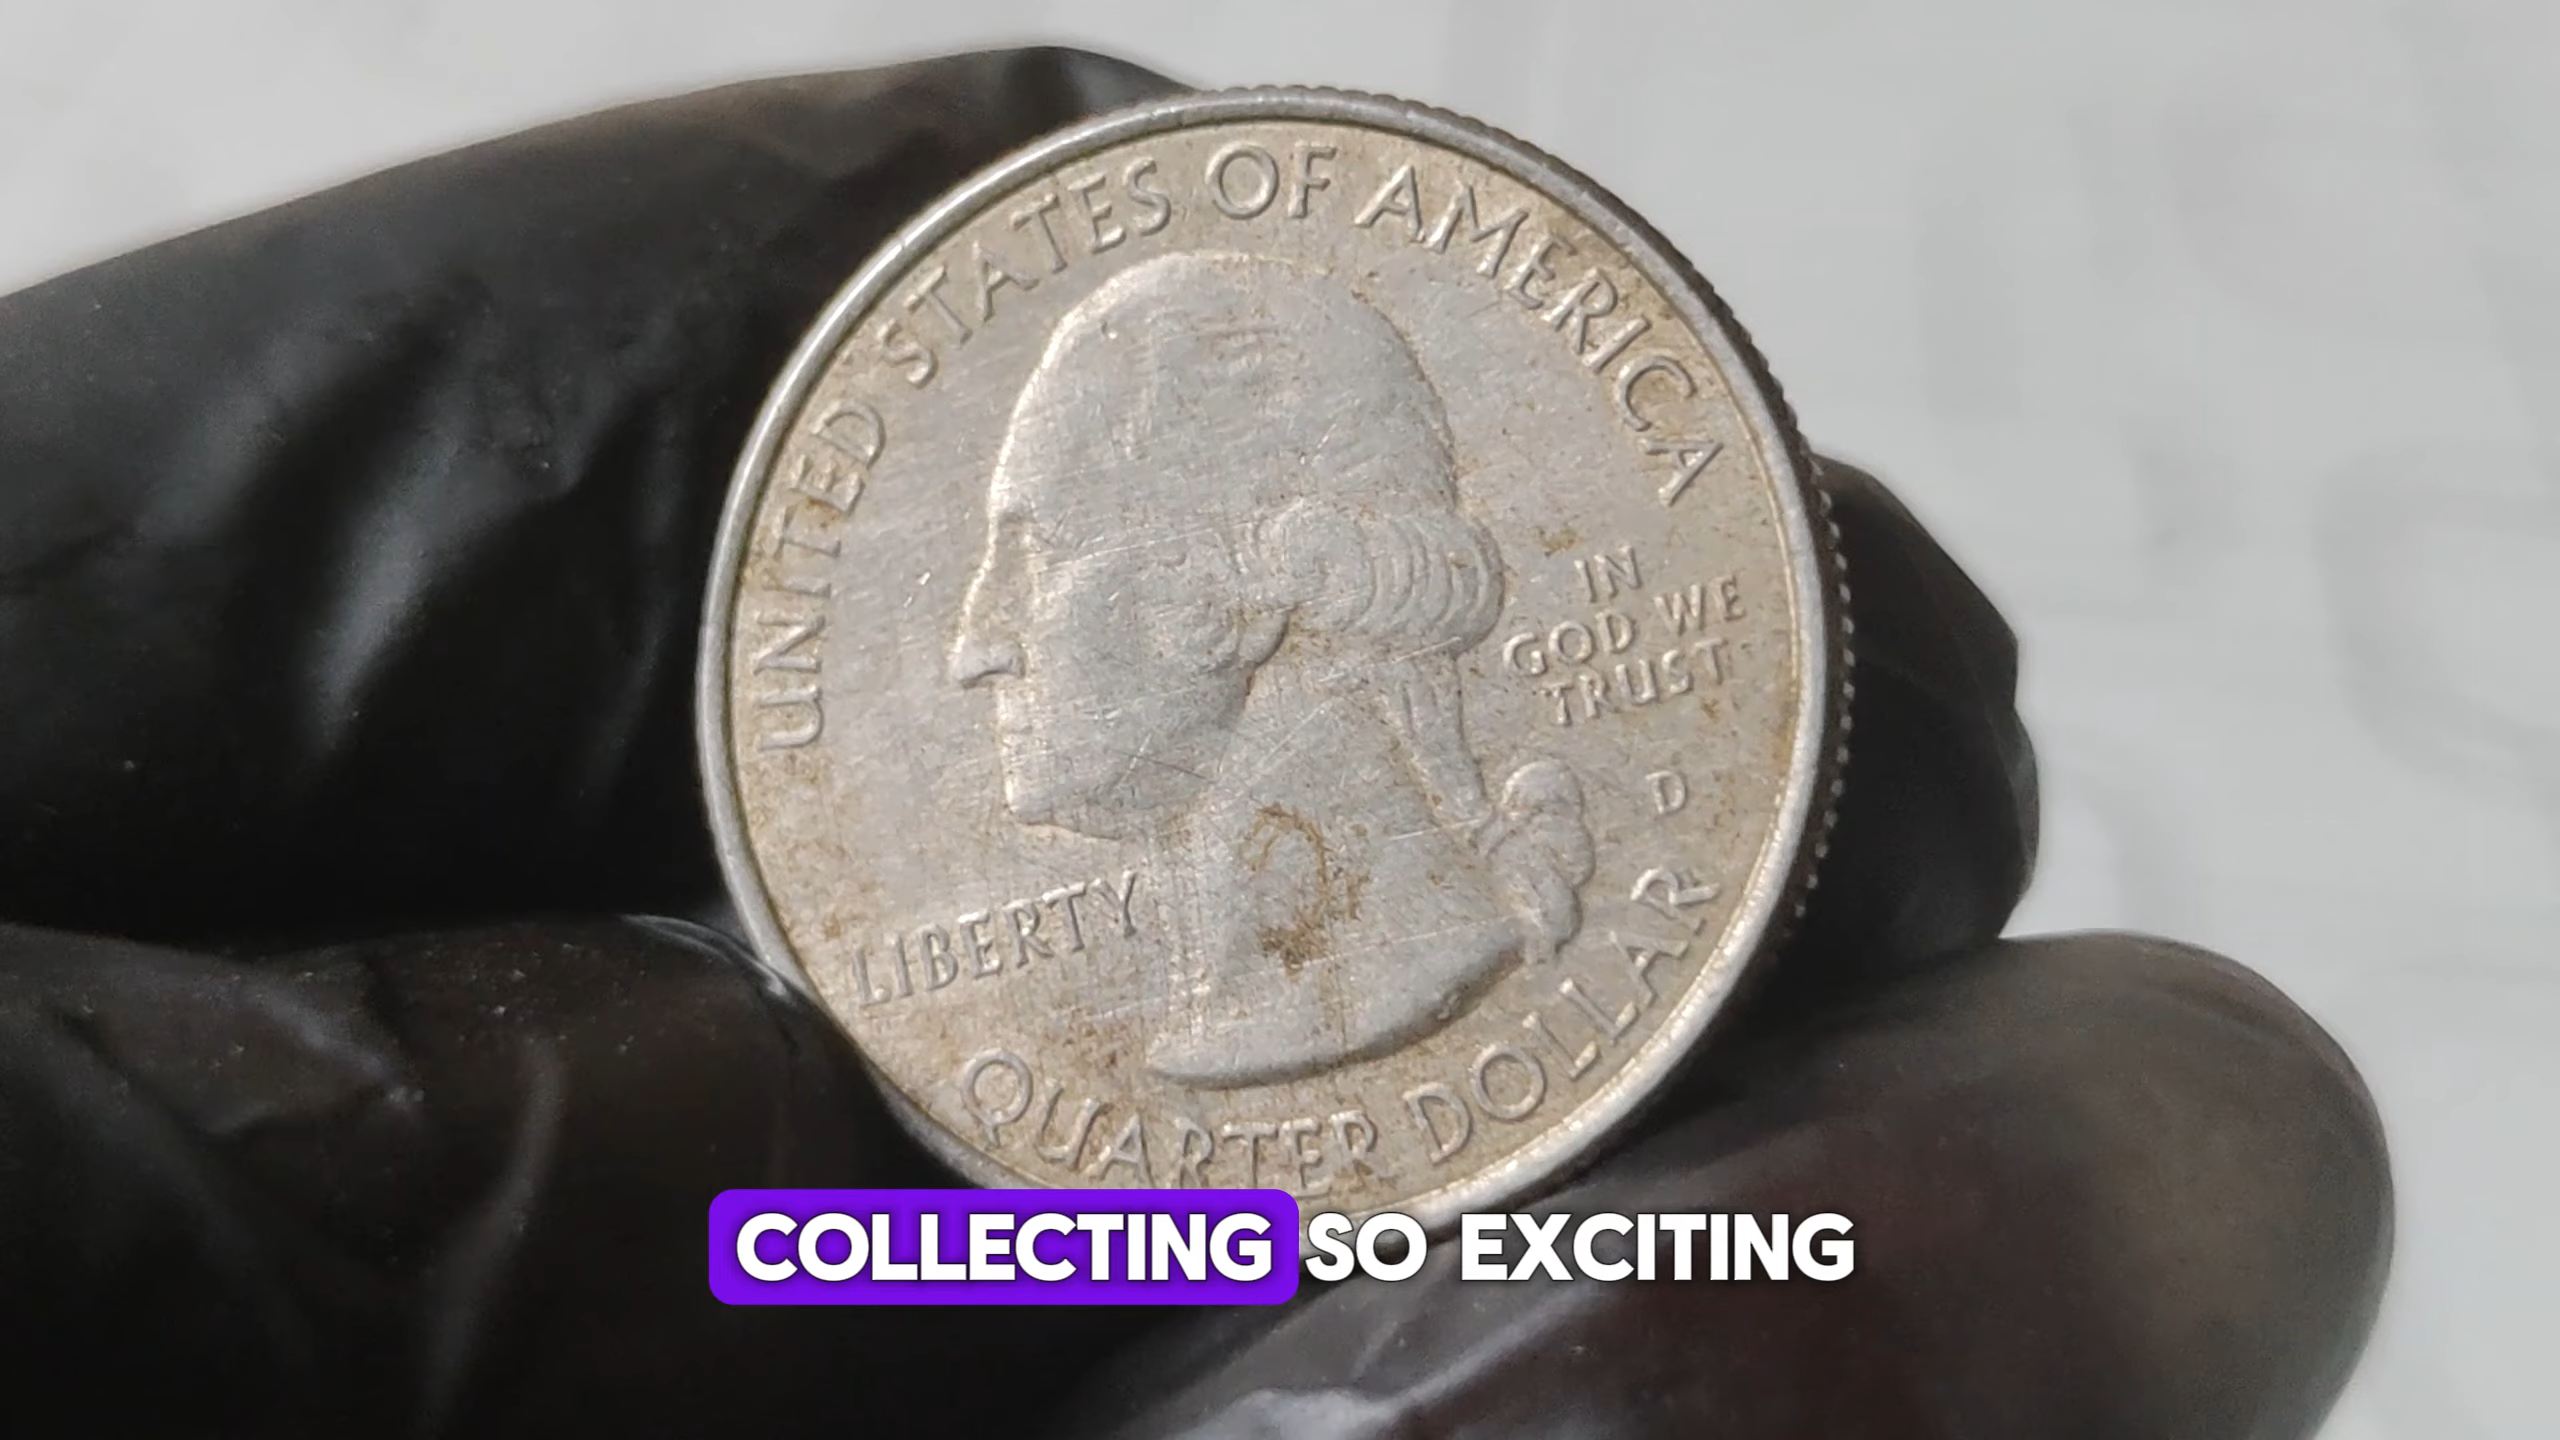 UNITED STATES OF AMERICA
IN
GOD WE
TRUST
D
LIBERTY
QUARTER DOLLAR
COLLECTING SO EXCITING